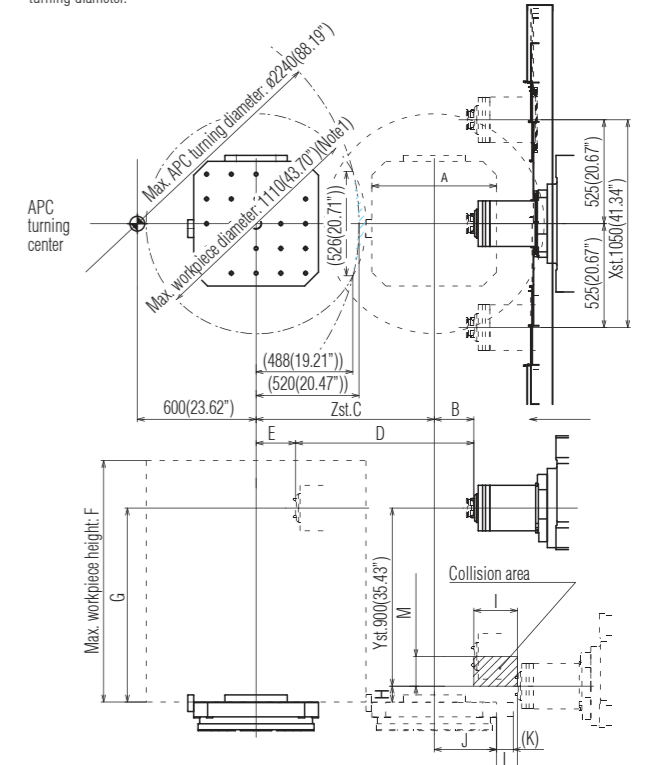 turning diameter.
Max. APC turning diameter: ø2240(88.19")
Max. workpiece diameter: 1110(43.70")(Note1)
APC
turning
center
(526(20.71"))
A
525(20.67")
525(20.67")
Xst.1050(41.34")
(488(19.21"))
(520(20.47"))
600(23.62")
Zst.C
B
E
D
Max. workpiece height: F
G
Yst.900(35.43")
M
Collision area
I
H
J
(K)
L